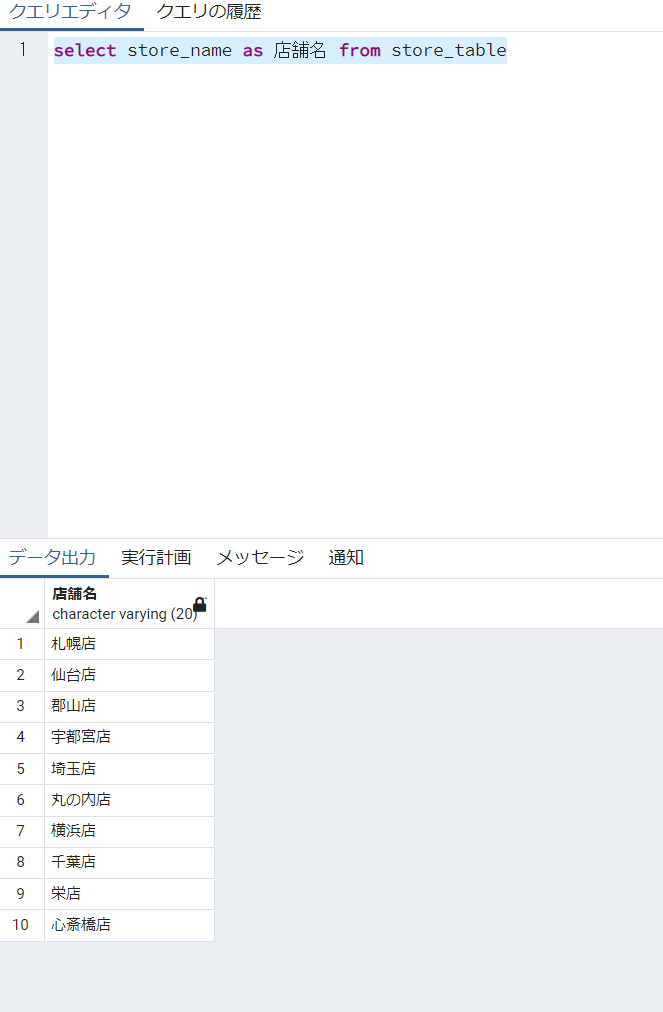 クエリエディタ クエリの履歴
1 select store_name as 店舗名 from store_table
データ出力 実行計画 メッセージ 通知
店舗名
character varying (20)
1 札幌店
2 仙台店
3 郡山店
4 宇都宮店
5 埼玉店
6 丸の内店
7 横浜店
8 千葉店
9 栄店
10 心斎橋店